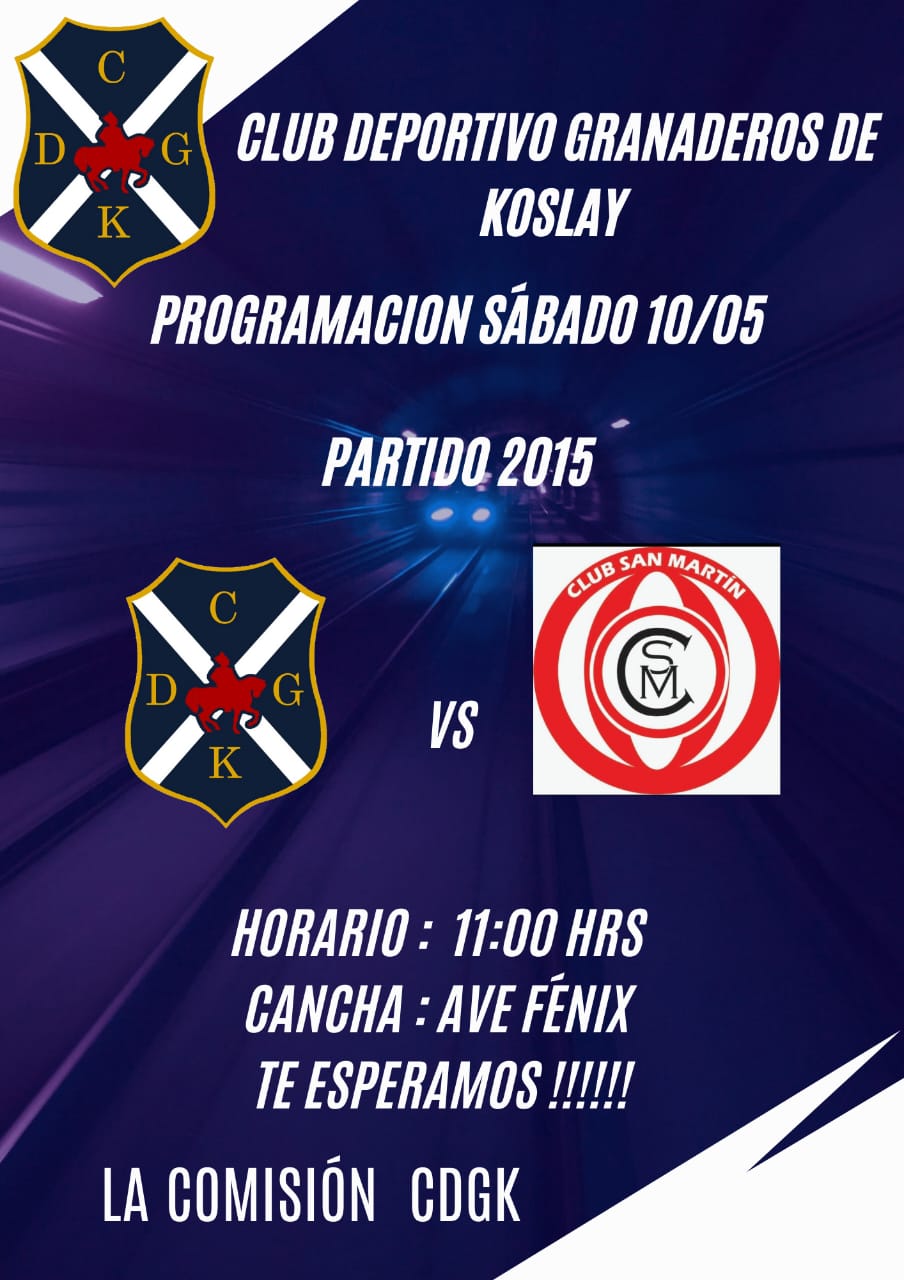 C
D G
K
CLUB DEPORTIVO GRANADEROS DE
KOSLAY
PROGRAMACION SÁBADO 10/05
PARTIDO 2015
C
D G
K
VS
CLUB SAN MARTÍN
CSM
HORARIO : 11:00 HRS
CANCHA : AVE FÉNIX
TE ESPERAMOS !!!!!!
LA COMISIÓN CDGK